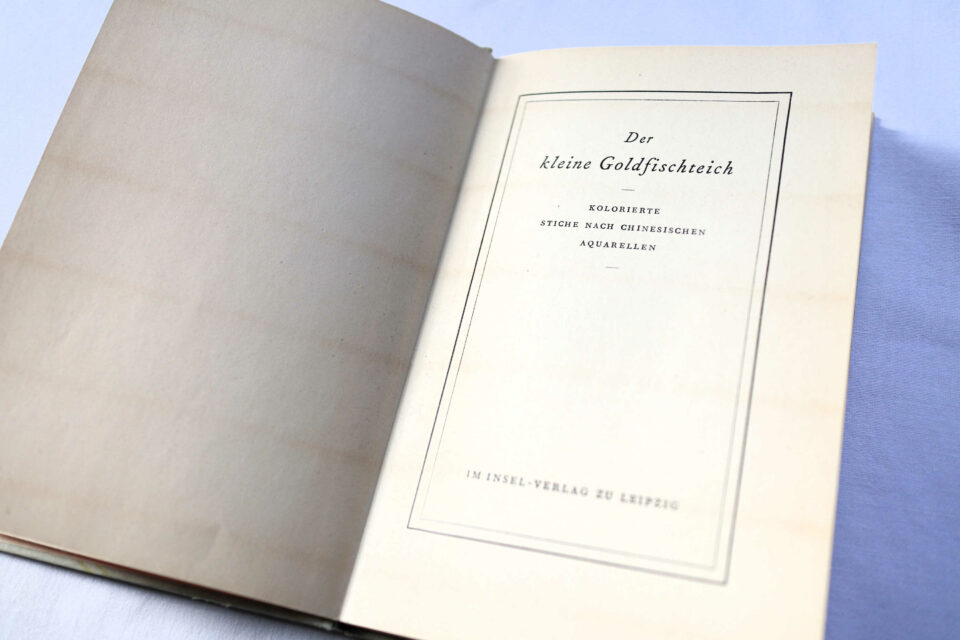 Der
kleine Goldfischteich
KOLORIERTE
STICHE NACH CHINESISCHEN
AQUARELLEN
IM INSEL-VERLAG ZU LEIPZIG